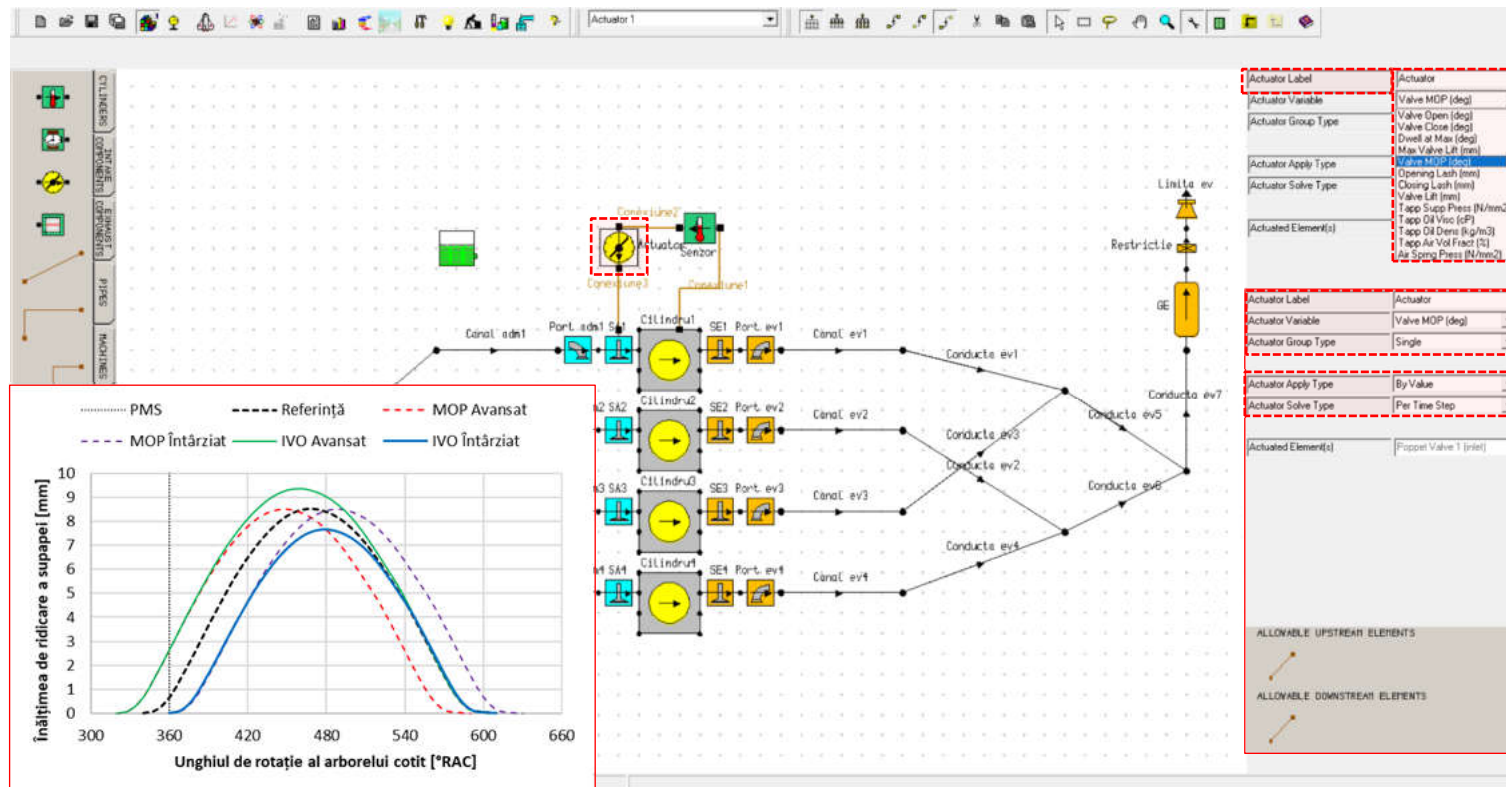 Actuator 1
CYLINDERS
INTAKE COMPONENTS
EXHAUST COMPONENTS
PIPES
MACHINES
Actuator Label
Actuator
Actuator Variable
Valve MOP (deg)
Actuator Group Type
Valve Open (deg)
Valve Close (deg)
Dwell at Max (deg)
Max Valve Lift (mm)
Actuator Apply Type
Valve MOP (deg)
Opening Lash (mm)
Actuator Solve Type
Closing Lash (mm)
Valve Lift (mm)
Tapp Supp Press (N/mm2
Tapp Oil Visc (cP)
Actuated Element(s)
Tapp Oil Dens (kg/m3)
Tapp Air Vol Fract (%)
Air Spring Press (N/mm2)
Limita ev
Restrictie
GE
Conexiune2
Actuator
Senzor
Conexiune3
Conexiune1
Canal adm1
Port adm1
SA1
Cilindru1
SE1
Port ev1
Canal ev1
Conducta ev1
Conducta ev7
SA2
Cilindru2
SE2
Port ev2
Canal ev2
Conducta ev5
Conducta ev3
Conducta ev2
SA3
Cilindru3
SE3
Port ev3
Canal ev3
Conducta ev6
SA4
Cilindru4
SE4
Port ev4
Canal ev4
Conducta ev4
Actuator Label
Actuator
Actuator Variable
Valve MOP (deg)
Actuator Group Type
Single
Actuator Apply Type
By Value
Actuator Solve Type
Per Time Step
Actuated Element(s)
Poppet Valve 1 (inlet)
ALLOWABLE UPSTREAM ELEMENTS
ALLOWABLE DOWNSTREAM ELEMENTS
PMS
Referință
MOP Avansat
MOP Întârziat
IVO Avansat
IVO Întârziat
Înălțimea de ridicare a supapei [mm]
10
9
8
7
6
5
4
3
2
1
0
300 360 420 480 540 600 660
Unghiul de rotație al arborelui cotit [°RAC]